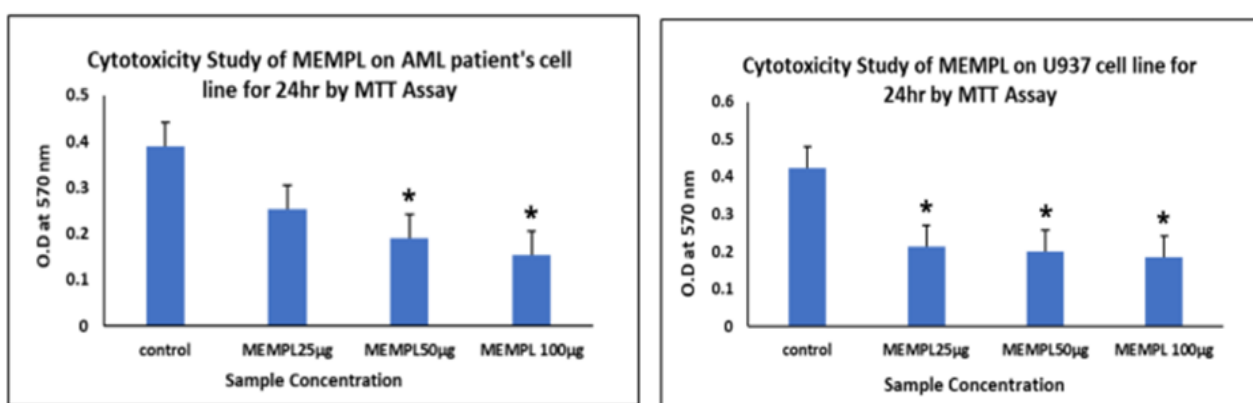 Cytotoxicity Study of MEMPL on AML patient's cell
line for 24hr by MTT Assay
0.5
0.4
0.3
0.2
0.1
0
O.D at 570 nm
*
*
control
MEMPL25µg
MEMPL50µg
MEMPL 100µg
Sample Concentration
Cytotoxicity Study of MEMPL on U937 cell line for
24hr by MTT Assay
0.6
0.5
0.4
0.3
0.2
0.1
0
O.D at 570 nm
*
*
*
control
MEMPL25µg
MEMPL50µg
MEMPL 100µg
Sample Concentration